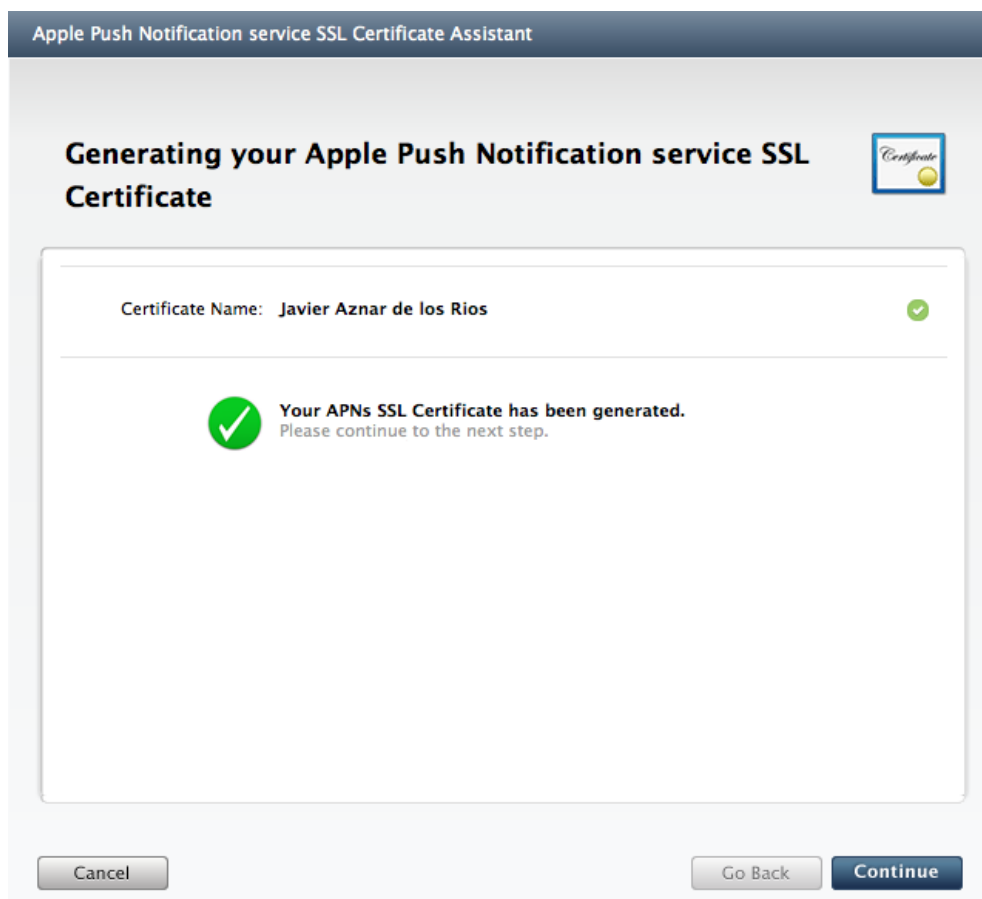 Apple Push Notification service SSL Certificate Assistant
Generating your Apple Push Notification service SSL
Certificate
Certificate
Certificate Name: Javier Aznar de los Rios
Your APNs SSL Certificate has been generated.
Please continue to the next step.
Cancel
Go Back
Continue